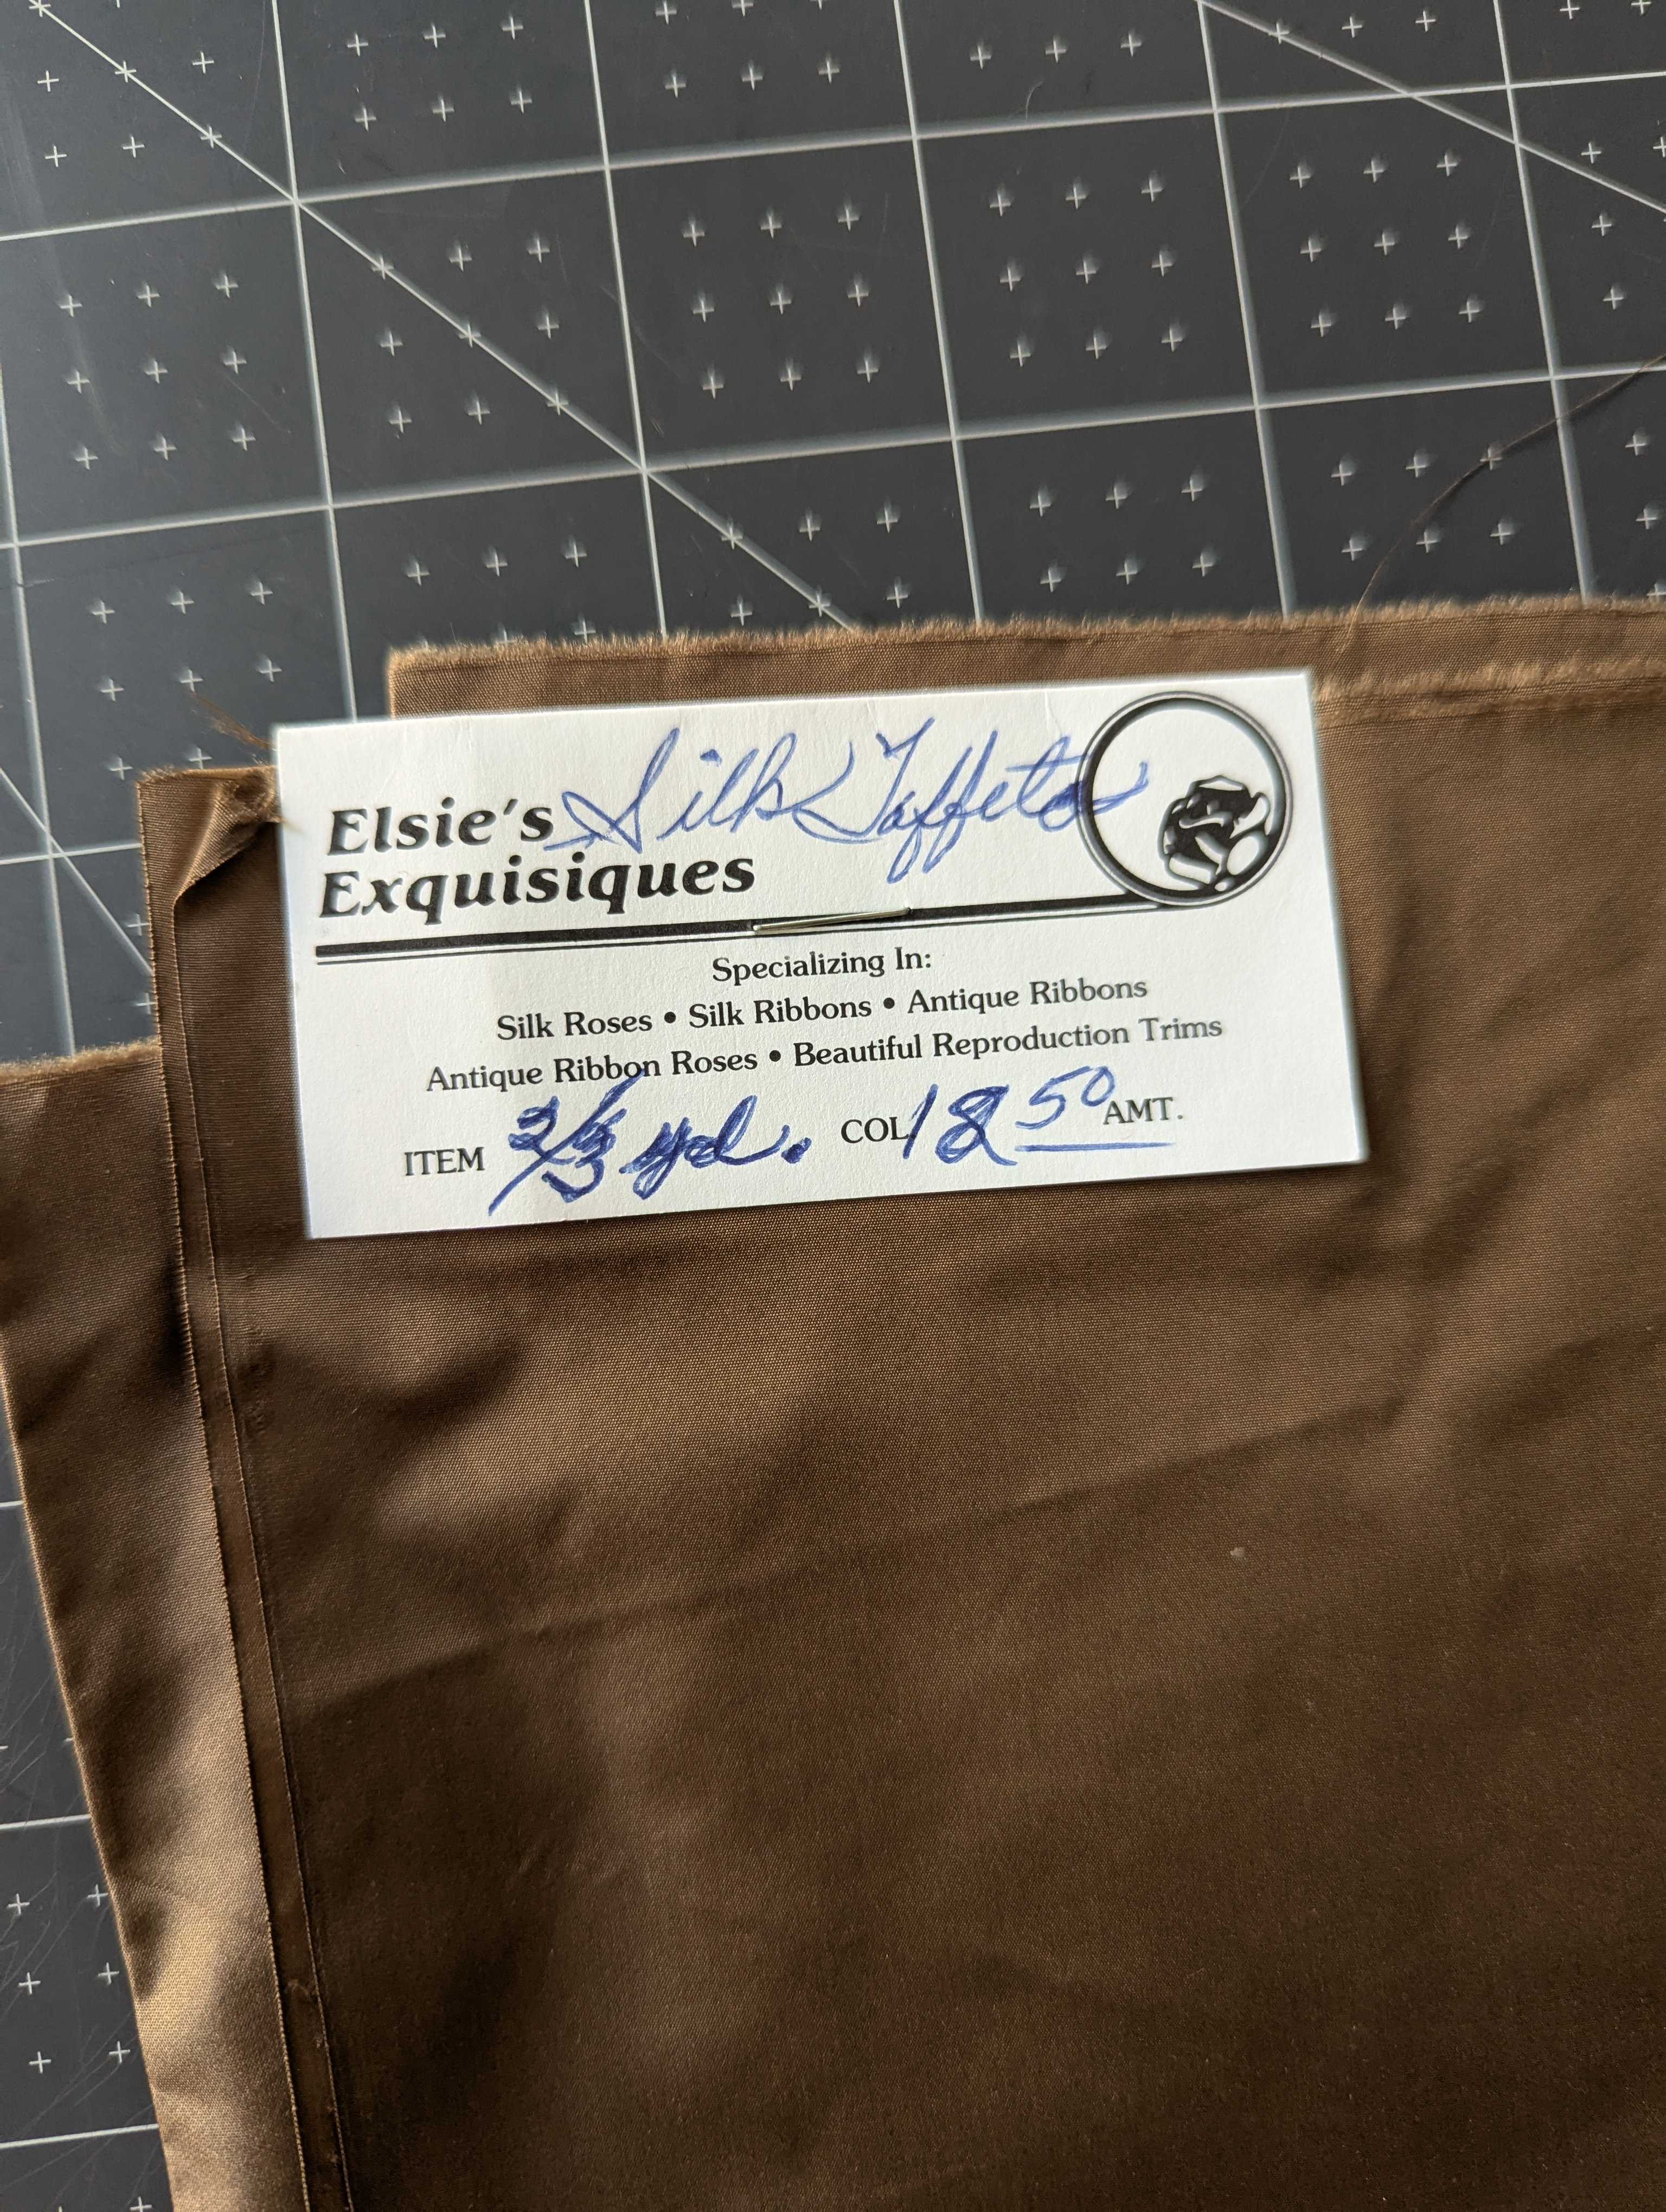 Elsie's Silk Taffeta
Exquisiques
Specializing In:
Silk Roses • Silk Ribbons • Antique Ribbons
Antique Ribbon Roses • Beautiful Reproduction Trims
ITEM 2/3 yd. COL 18 50 AMT.